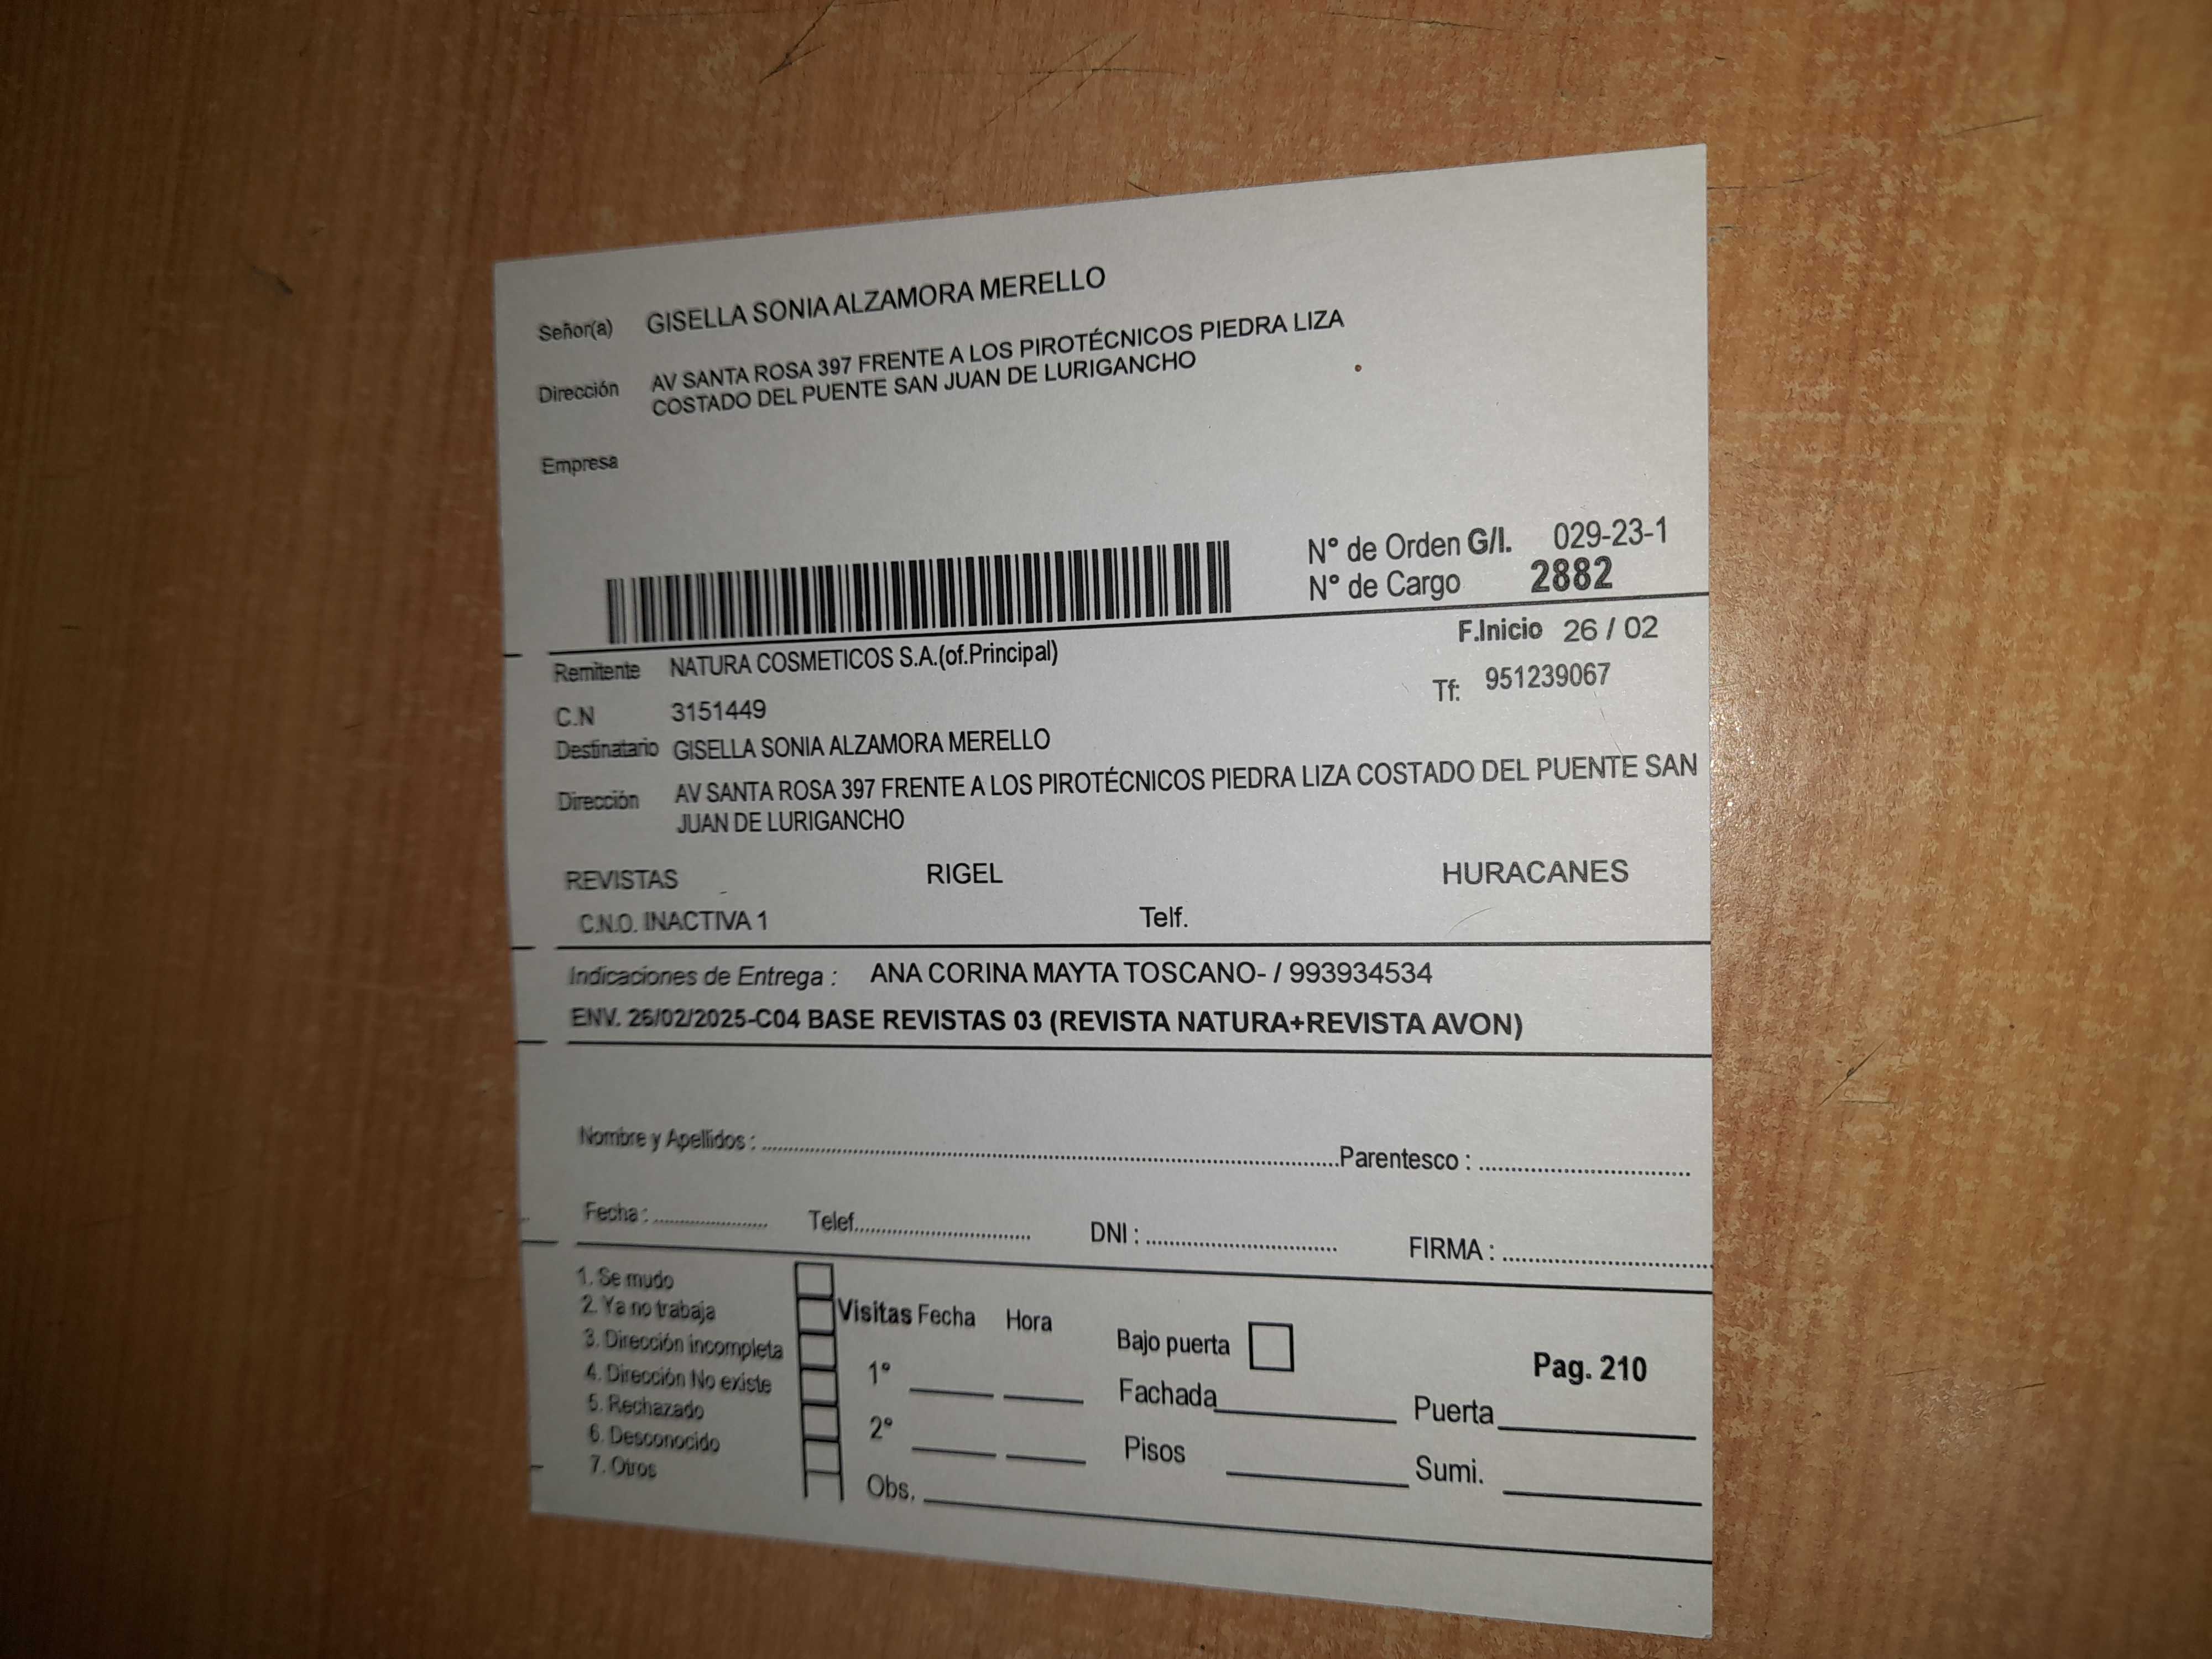 Señor(a) GISELLA SONIA ALZAMORA MERELLO
Dirección AV SANTA ROSA 397 FRENTE A LOS PIROTÉCNICOS PIEDRA LIZA
COSTADO DEL PUENTE SAN JUAN DE LURIGANCHO
Empresa
N° de Orden G/I. 029-23-1
N° de Cargo 2882
F.Inicio 26 / 02
Remitente NATURA COSMETICOS S.A.(of.Principal)
Tf: 951239067
C.N 3151449
Destinatario GISELLA SONIA ALZAMORA MERELLO
Dirección AV SANTA ROSA 397 FRENTE A LOS PIROTÉCNICOS PIEDRA LIZA COSTADO DEL PUENTE SAN
JUAN DE LURIGANCHO
REVISTAS RIGEL HURACANES
C.N.O. INACTIVA 1 Telf.
Indicaciones de Entrega : ANA CORINA MAYTA TOSCANO- / 993934534
ENV. 26/02/2025-C04 BASE REVISTAS 03 (REVISTA NATURA+REVISTA AVON)
Nombre y Apellidos : Parentesco :
Fecha : Telef. DNI : FIRMA :
1. Se mudo
2. Ya no trabaja
3. Dirección incompleta
4. Dirección No existe
5. Rechazado
6. Desconocido
7. Otros
Visitas Fecha Hora
1°
2°
Obs.
Bajo puerta
Fachada
Pisos
Pag. 210
Puerta
Sumi.